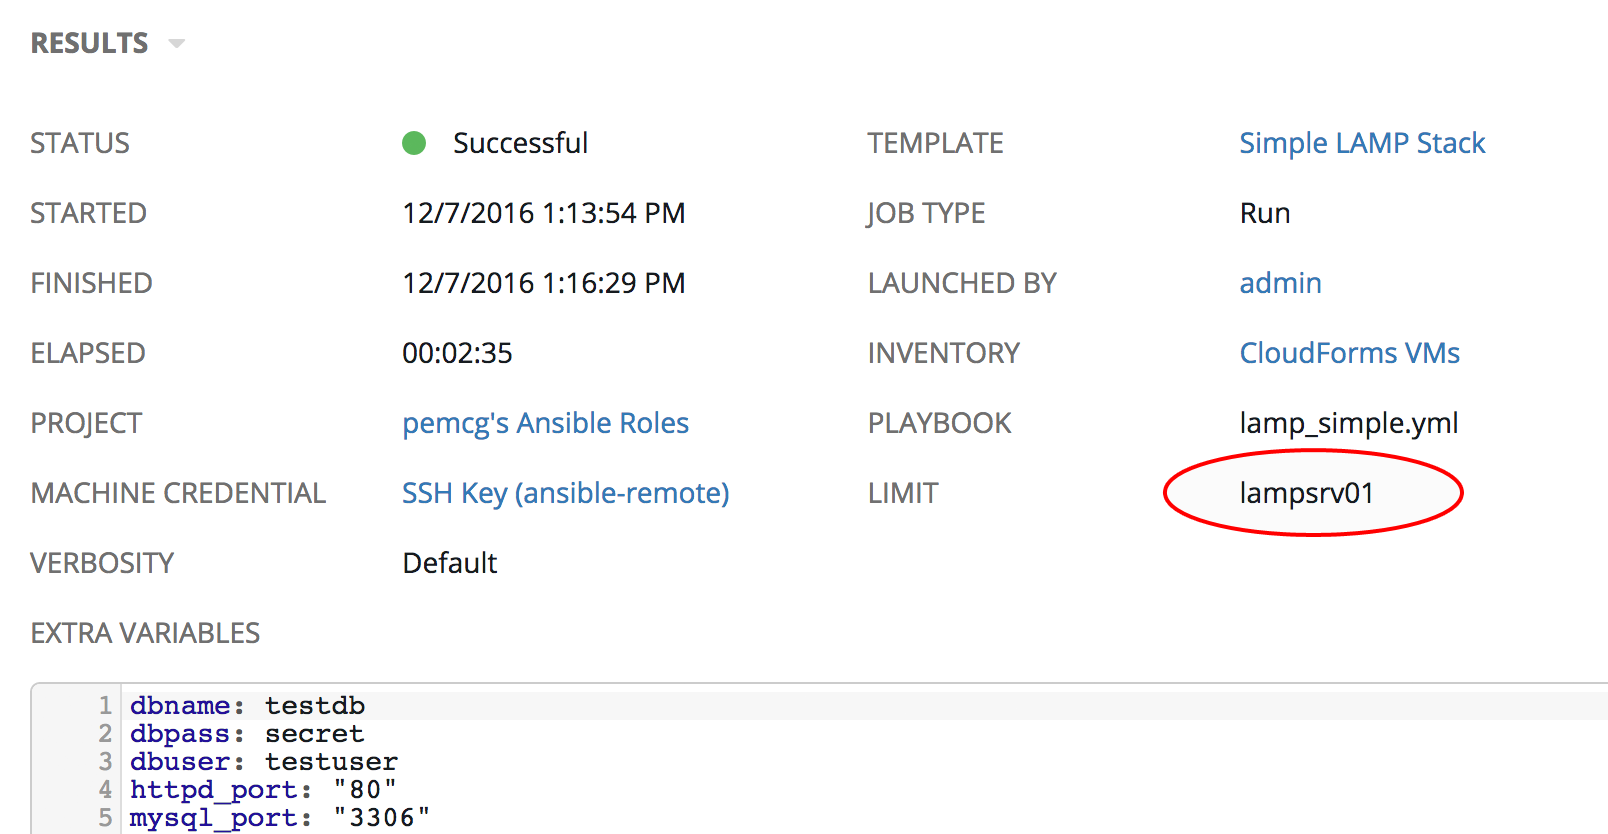 RESULTS
STATUS Successful TEMPLATE Simple LAMP Stack
STARTED 12/7/2016 1:13:54 PM JOB TYPE Run
FINISHED 12/7/2016 1:16:29 PM LAUNCHED BY admin
ELAPSED 00:02:35 INVENTORY CloudForms VMs
PROJECT pemcg's Ansible Roles PLAYBOOK lamp_simple.yml
MACHINE CREDENTIAL SSH Key (ansible-remote) LIMIT lampsrv01
VERBOSITY Default
EXTRA VARIABLES
1 dbname: testdb
2 dbpass: secret
3 dbuser: testuser
4 httpd_port: "80"
5 mysql_port: "3306"